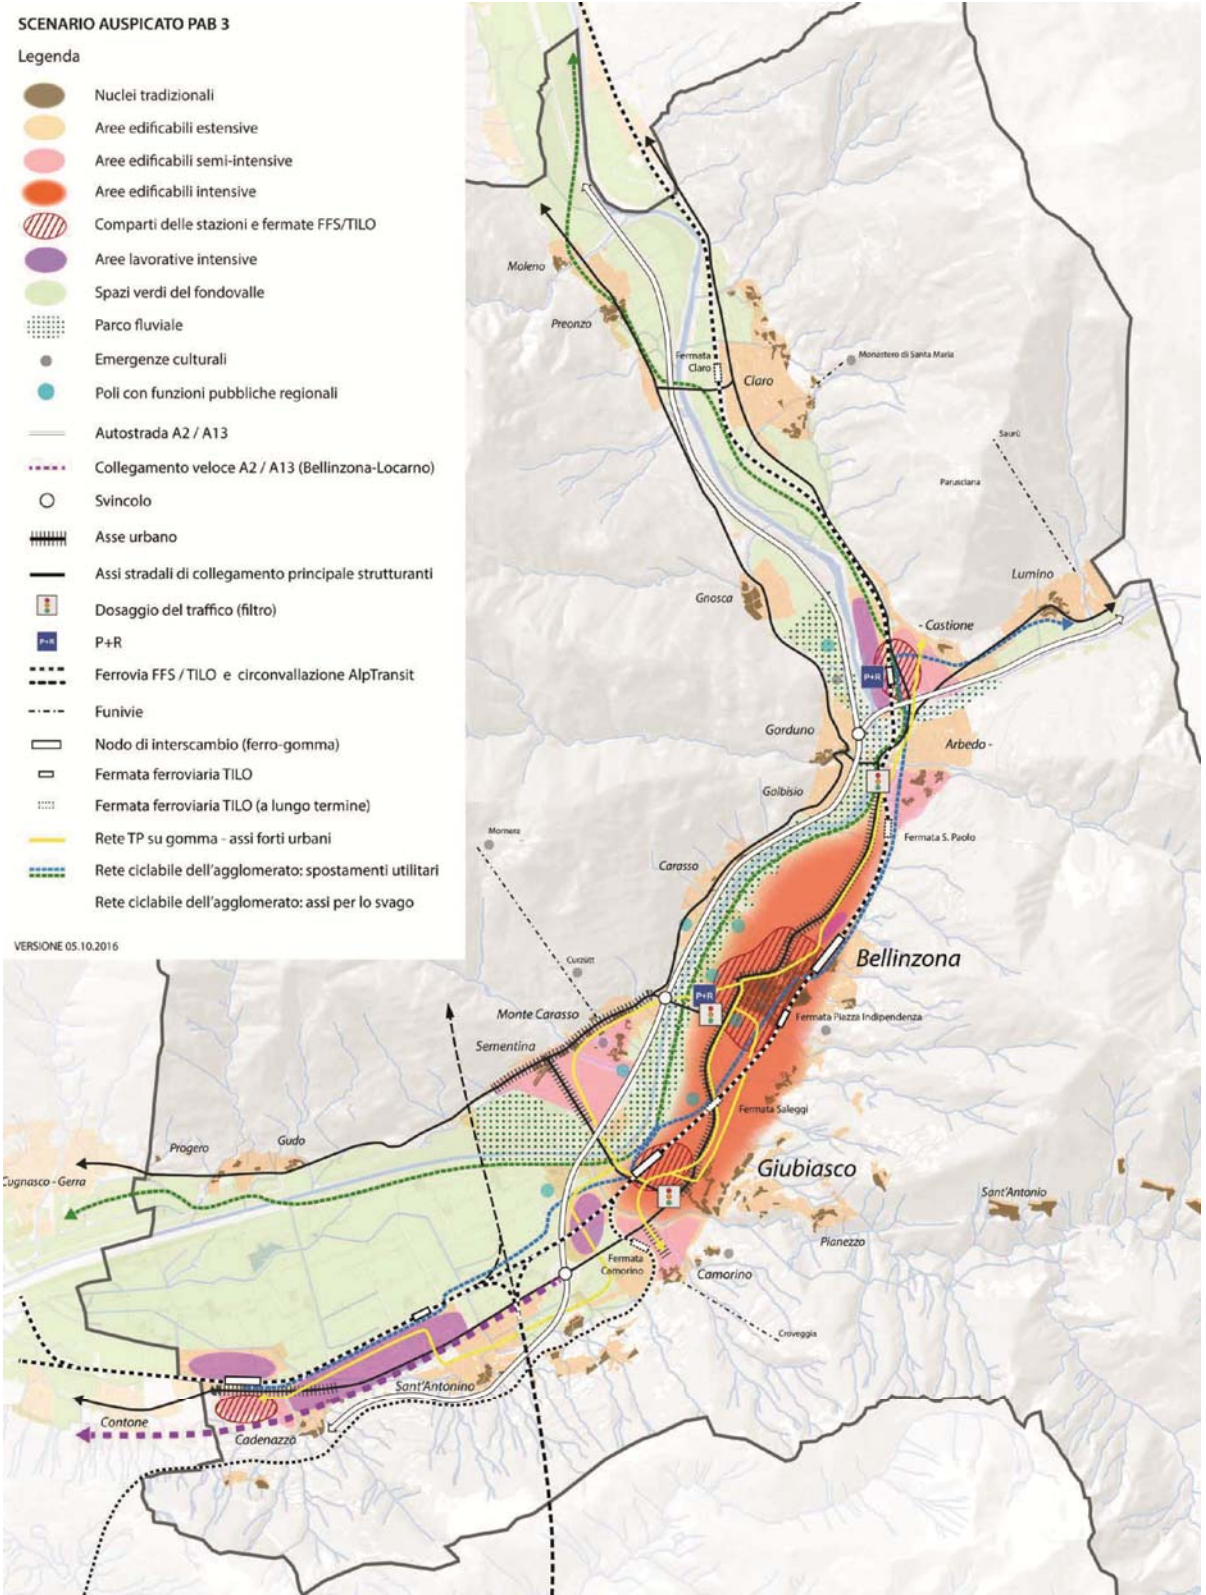 SCENARIO AUSPICATO PAB 3
Legenda
Nuclei tradizionali
Aree edificabili estensive
Aree edificabili semi-intensive
Aree edificabili intensive
Comparti delle stazioni e fermate FFS/TILO
Aree lavorative intensive
Spazi verdi del fondovalle
Parco fluviale
Emergenze culturali
Poli con funzioni pubbliche regionali
Autostrada A2 / A13
Collegamento veloce A2 / A13 (Bellinzona-Locarno)
Svincolo
Asse urbano
Assi stradali di collegamento principale strutturanti
Dosaggio del traffico (filtro)
P+R
P+R
Ferrovia FFS / TILO e circonvallazione AlpTransit
Funivie
Nodo di interscambio (ferro-gomma)
Fermata ferroviaria TILO
Fermata ferroviaria TILO (a lungo termine)
Rete TP su gomma - assi forti urbani
Rete ciclabile dell'agglomerato: spostamenti utilitari
Rete ciclabile dell'agglomerato: assi per lo svago
VERSIONE 05.10.2016
Moleno
Preonzo
Fermata
Claro
Claro
Monastero di Santa Maria
Saurù
Parusciana
Lumino
Gnosca
- Castione
P+R
Gorduno
Arbedo -
Galbisio
Fermata S. Paolo
Mornera
Carasso
Bellinzona
Curzútt
P+R
Monte Carasso
Fermata Piazza Indipendenza
Sementina
Fermata Saleggi
Progero
Gudo
Giubiasco
Cugnasco - Gerra
Sant'Antonio
Pianezzo
Fermata
Camorino
Camorino
Croveggia
Sant'Antonino
Contone
Cadenazzo